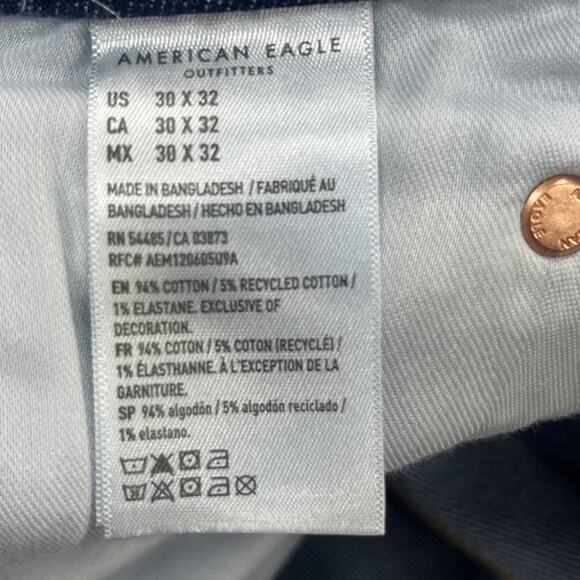 AMERICAN EAGLE
OUTFITTERS
US 30 X 32
CA 30 X 32
MX 30 X 32
MADE IN BANGLADESH / FABRIQUÉ AU
BANGLADESH / HECHO EN BANGLADESH
RN 54485/CA 03873
RFC# AEM120605U9A
EN 94% COTTON / 5% RECYCLED COTTON /
1% ELASTANE. EXCLUSIVE OF
DECORATION.
FR 94% COTON / 5% COTON (RECYCLÉ) /
1% ÉLASTHANNE. À L'EXCEPTION DE LA
GARNITURE.
SP 94% algodón / 5% algodón reciclado /
1% elastano.
EAGLE